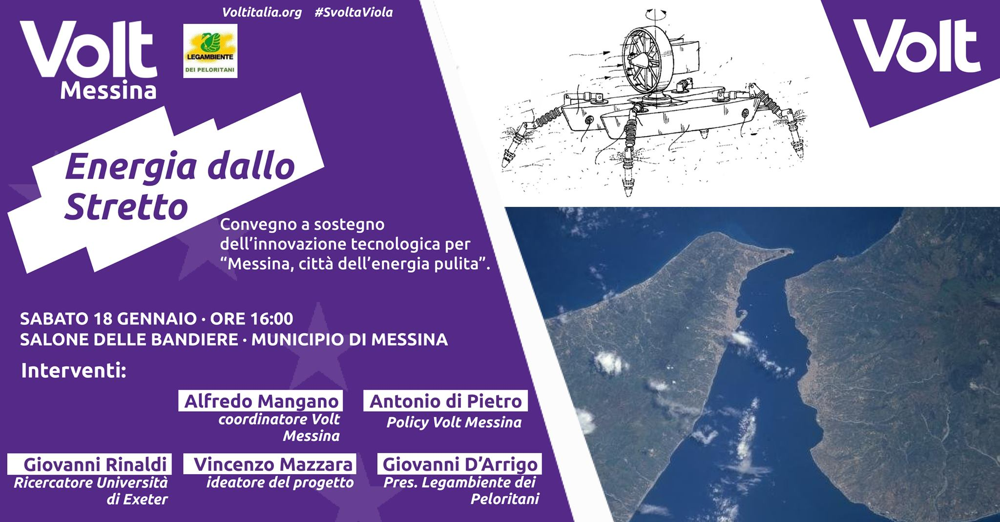 Voltitalia.org #SvoltaViola
Volt
Messina
LEGAMBIENTE
DEI PELORITANI
Volt
Energia dallo
Stretto
Convegno a sostegno
dell'innovazione tecnologica per
“Messina, città dell'energia pulita”.
SABATO 18 GENNAIO · ORE 16:00
SALONE DELLE BANDIERE · MUNICIPIO DI MESSINA
Interventi:
Alfredo Mangano
coordinatore Volt
Messina
Antonio di Pietro
Policy Volt Messina
Giovanni Rinaldi
Ricercatore Università
di Exeter
Vincenzo Mazzara
ideatore del progetto
Giovanni D'Arrigo
Pres. Legambiente dei
Peloritani